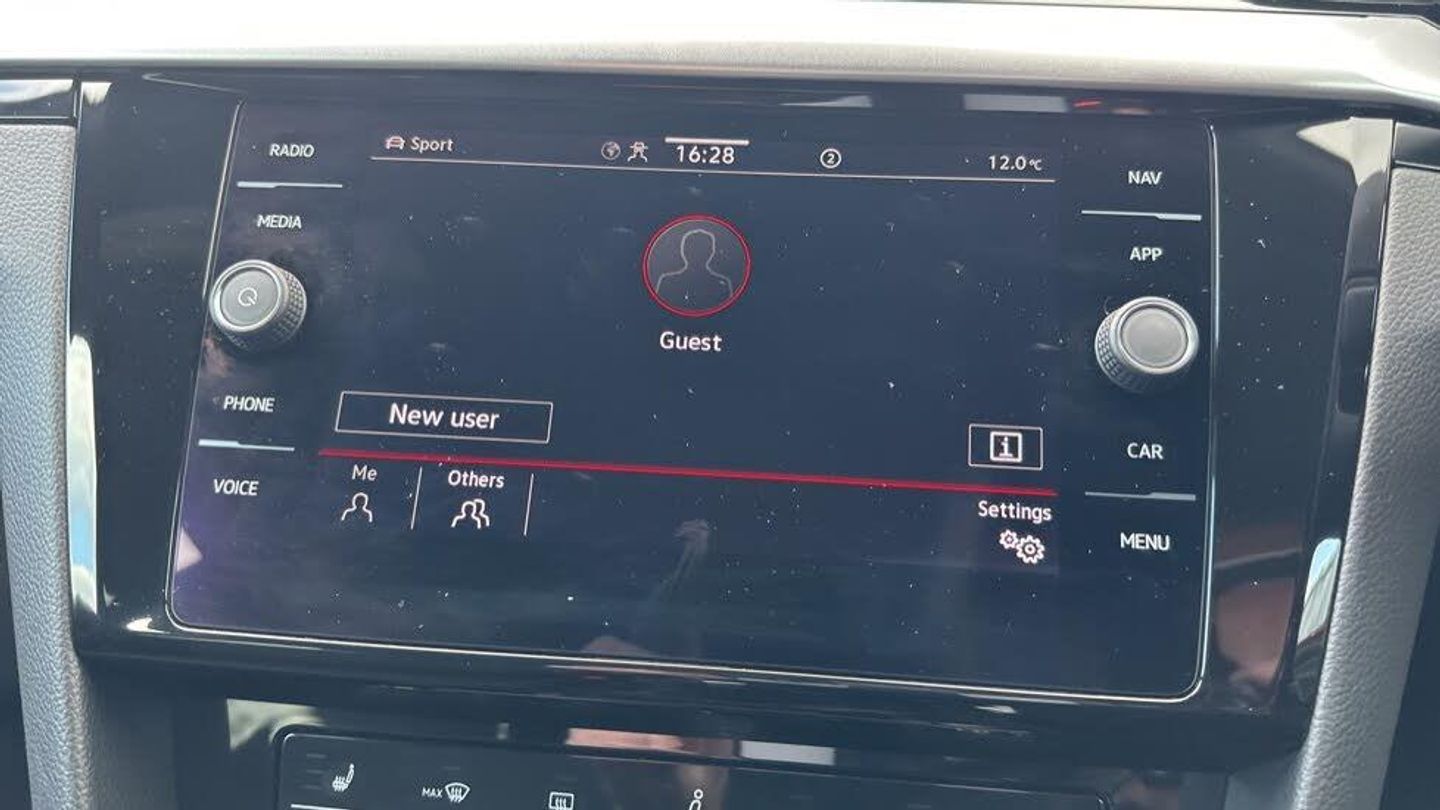 RADIO
MEDIA
PHONE
VOICE
Sport
16:28
2
12.0°C
Guest
New user
i
Me
Others
Settings
NAV
APP
CAR
MENU
MAX